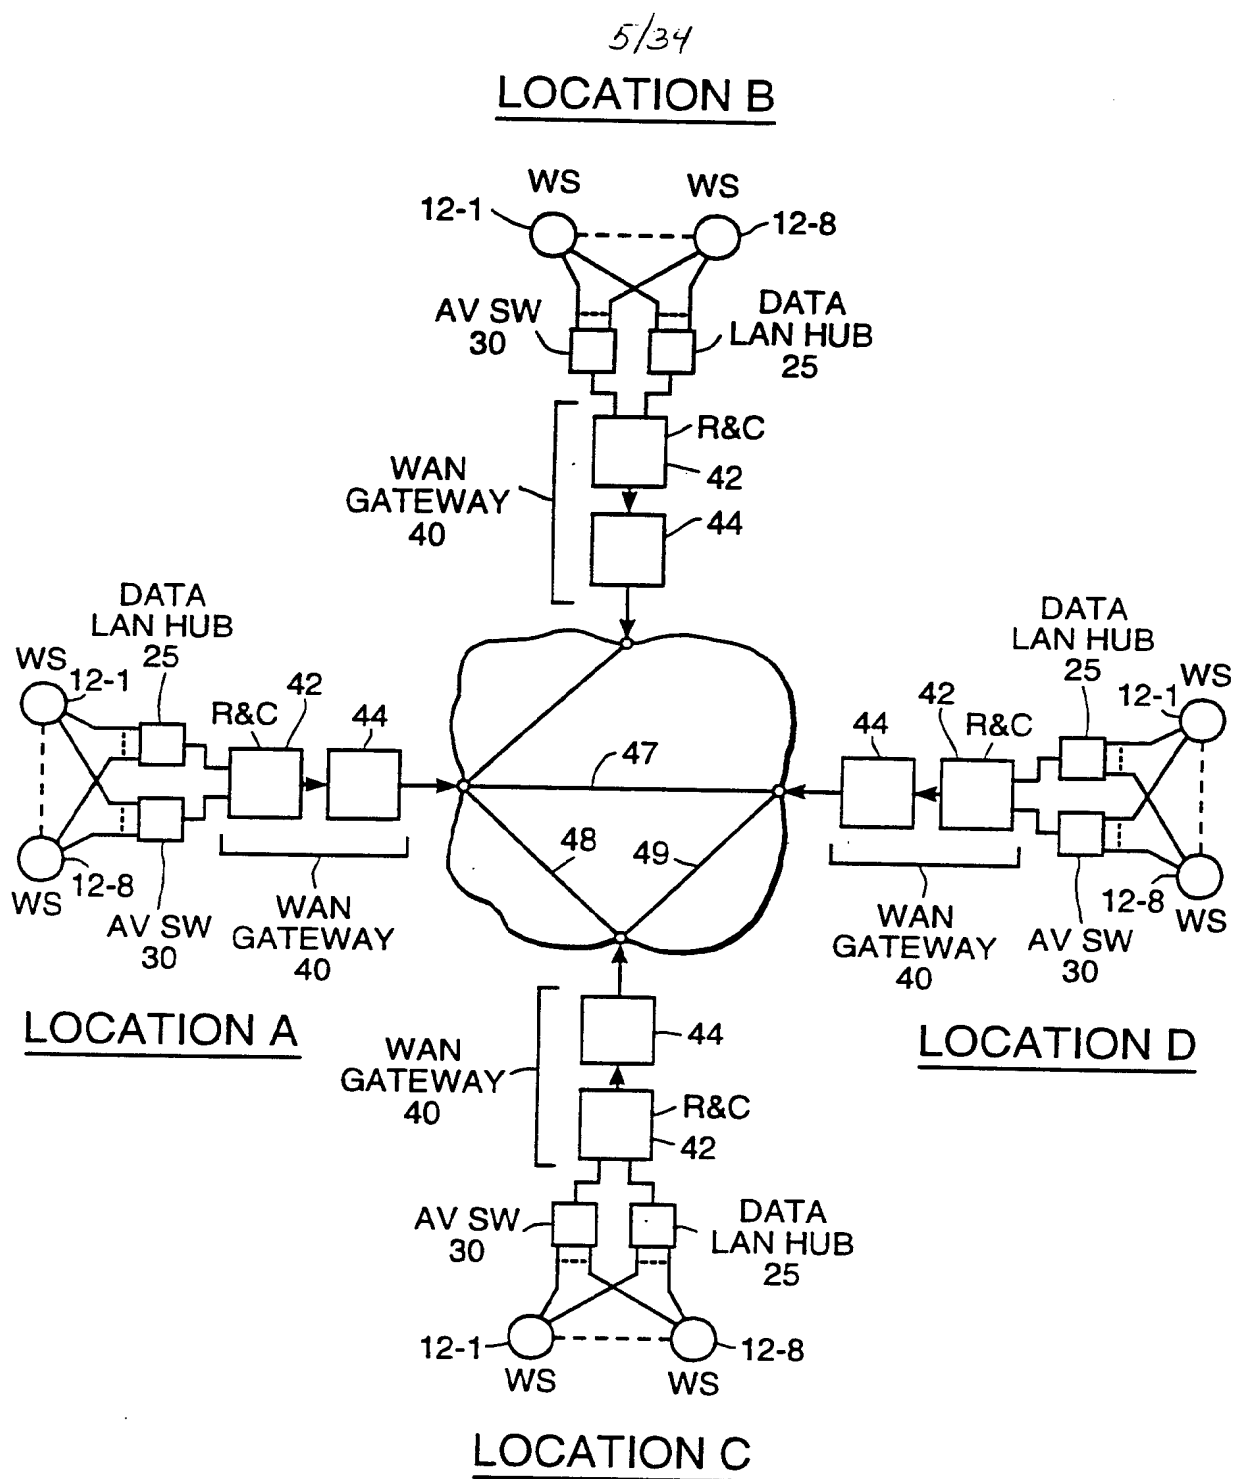 5/34
LOCATION B
WS
WS
12-1
12-8
AV SW
30
DATA
LAN HUB
25
R&C
42
WAN
GATEWAY
40
44
DATA
LAN HUB
25
WS
12-1
R&C
42
44
12-8
WS
AV SW
30
WAN
GATEWAY
40
LOCATION A
47
48
49
DATA
LAN HUB
25
WS
12-1
42
R&C
44
12-8
WS
AV SW
30
WAN
GATEWAY
40
LOCATION D
WAN
GATEWAY
40
44
R&C
42
AV SW
30
DATA
LAN HUB
25
12-1
12-8
WS
WS
LOCATION C